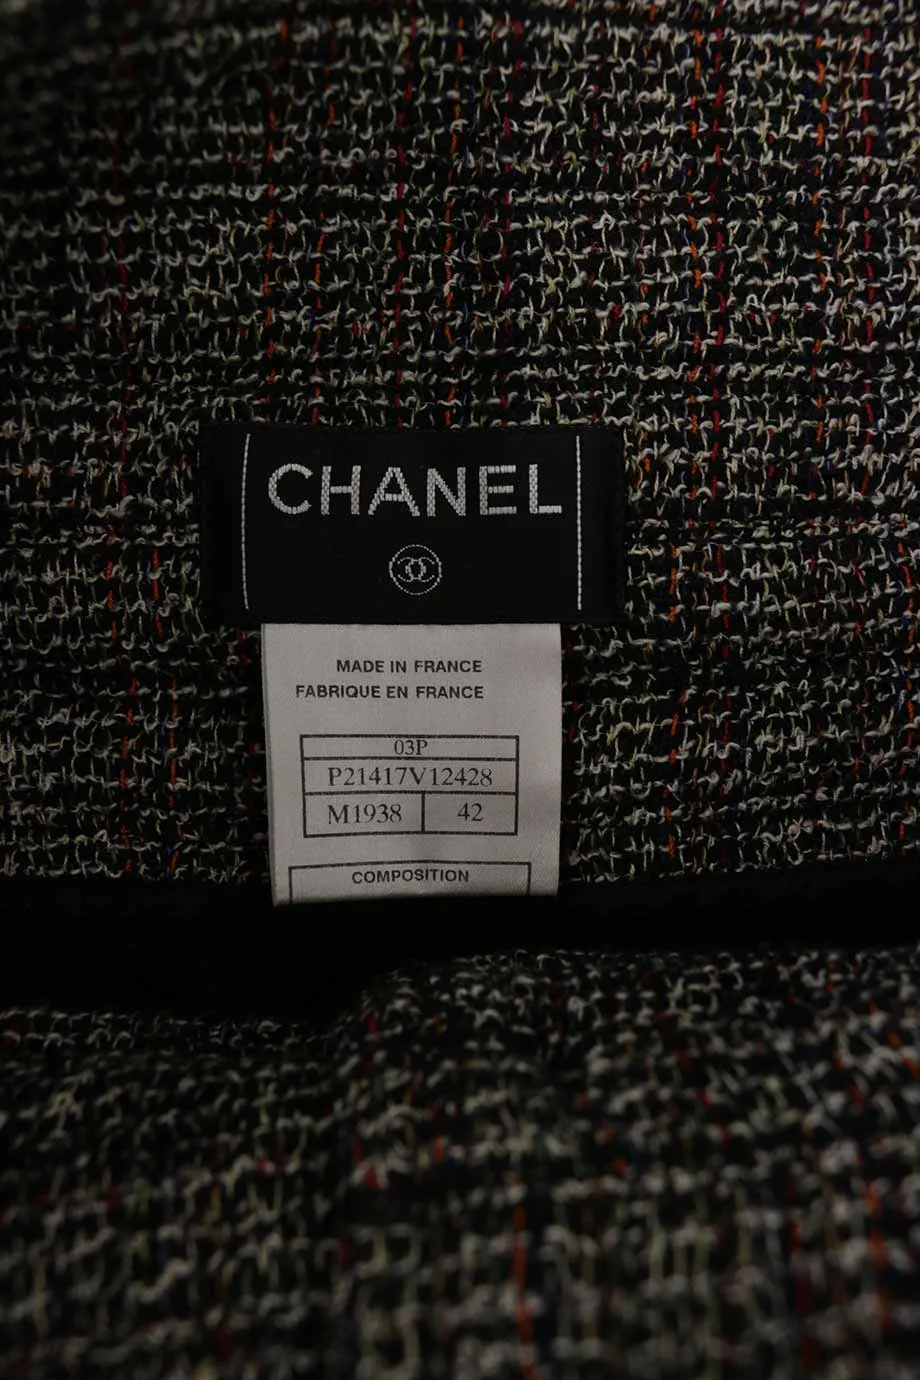 CHANEL
MADE IN FRANCE
FABRIQUE EN FRANCE
03P
P21417V12428
M1938 42
COMPOSITION